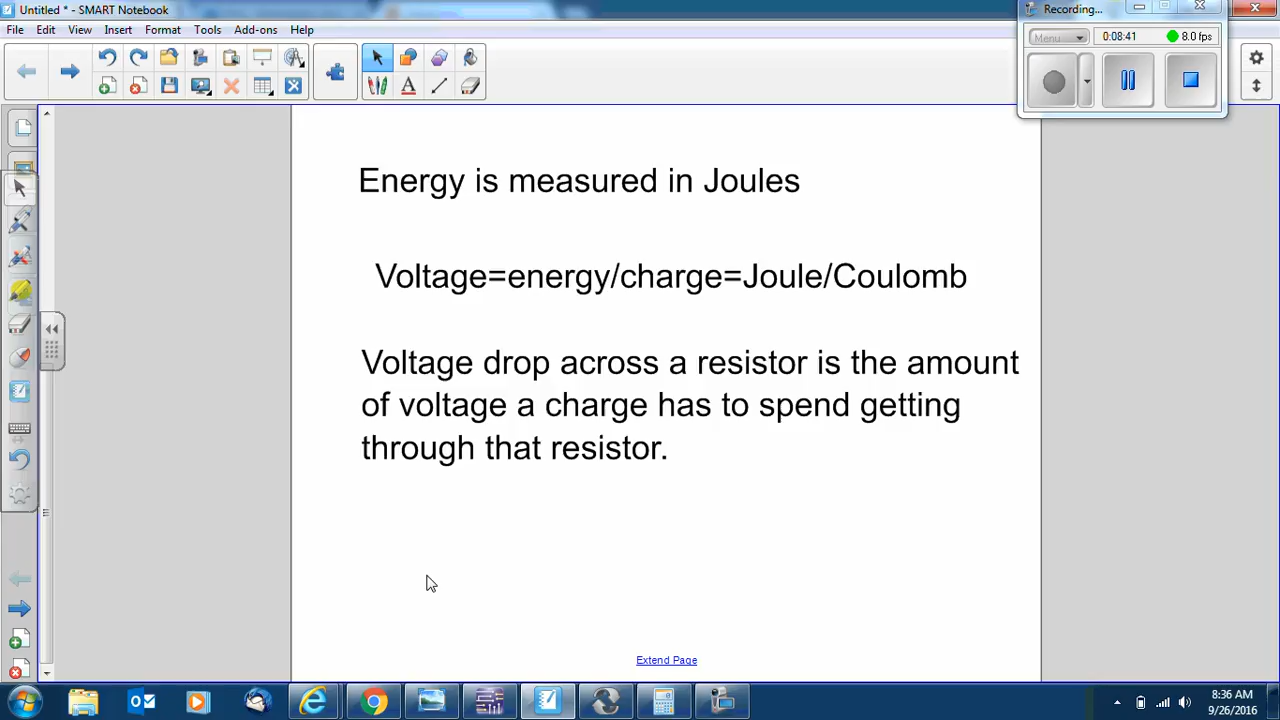 Untitled * - SMART Notebook
Recording...
File Edit View Insert Format Tools Add-ons Help
Menu 0:08:41 8.0 fps
Energy is measured in Joules
Voltage=energy/charge=Joule/Coulomb
Voltage drop across a resistor is the amount
of voltage a charge has to spend getting
through that resistor.
Extend Page
8:36 AM
9/26/2016